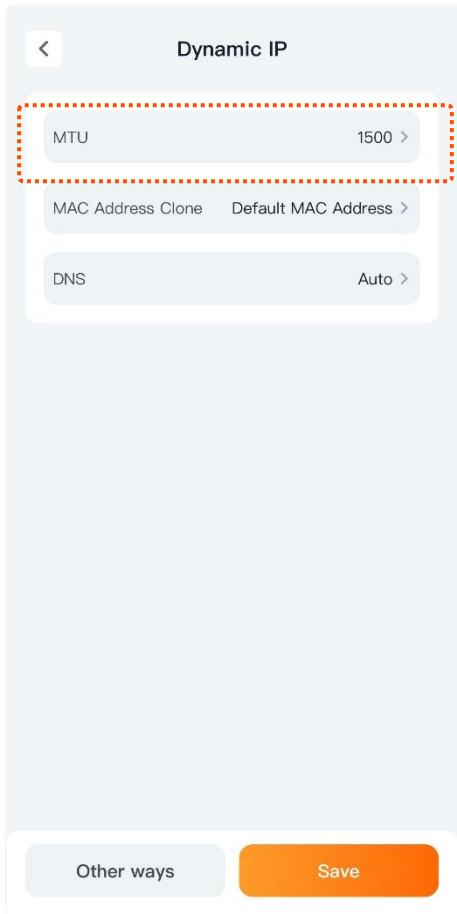 Dynamic IP
MTU 1500
MAC Address Clone Default MAC Address
DNS Auto
Other ways Save